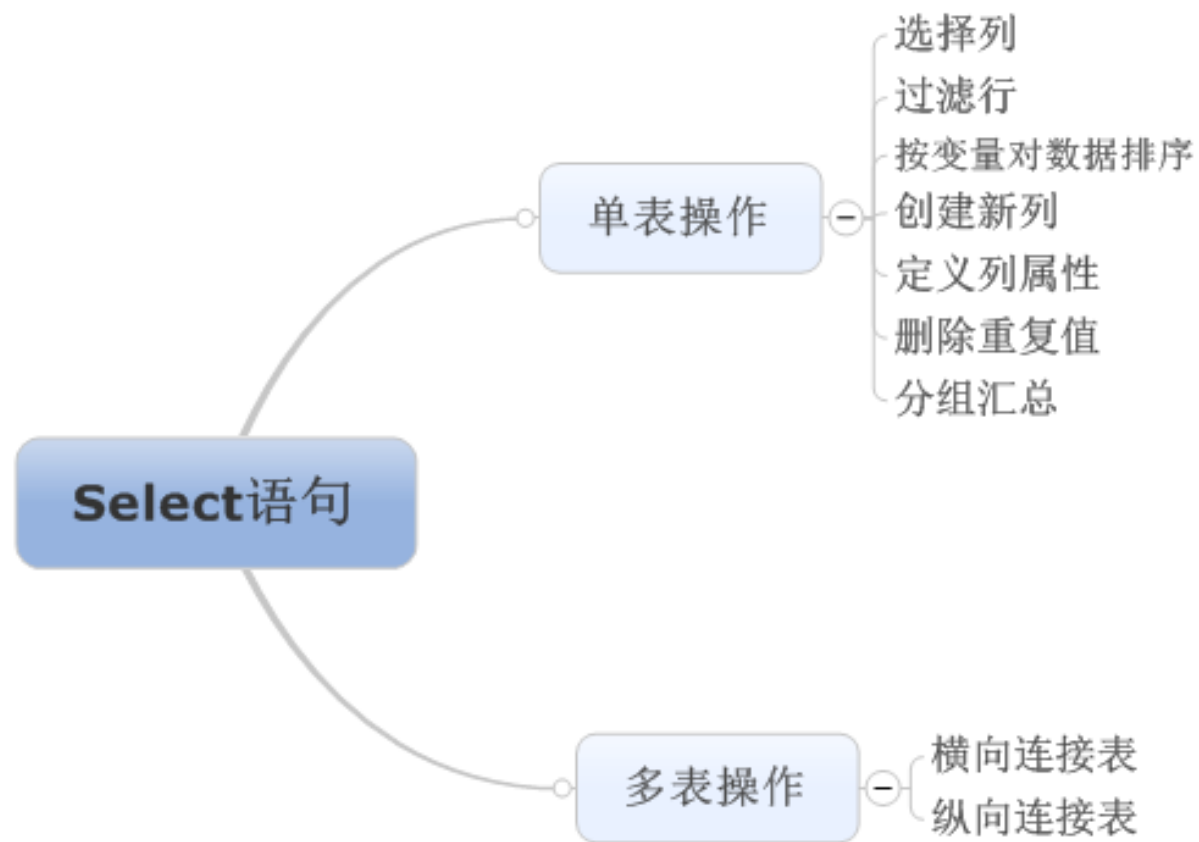 Select语句
单表操作
选择列
过滤行
按变量对数据排序
创建新列
定义列属性
删除重复值
分组汇总
多表操作
横向连接表
纵向连接表